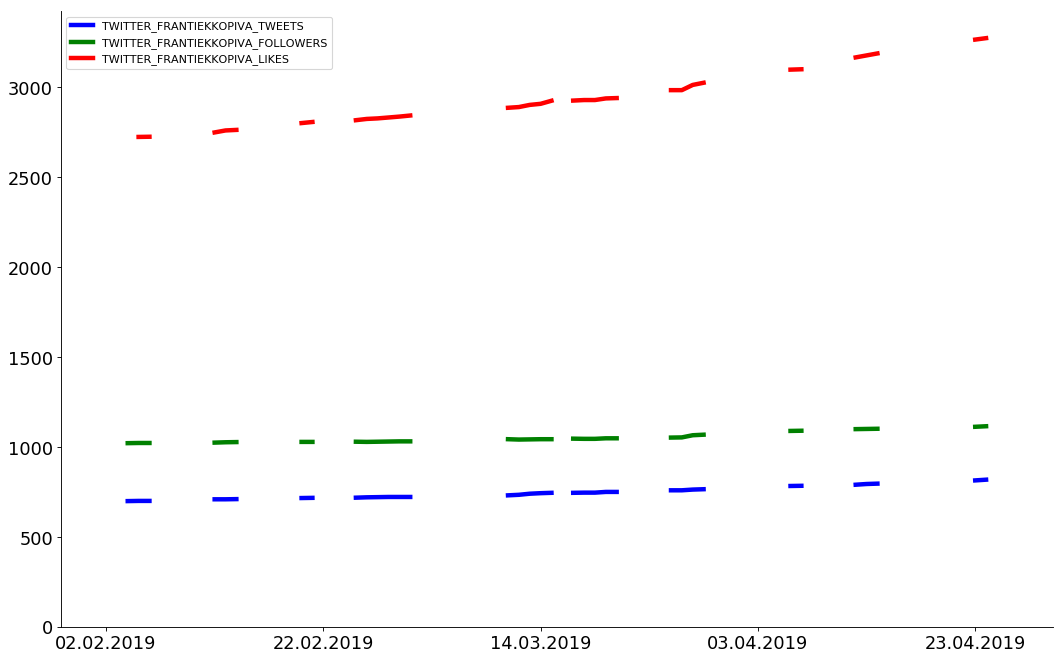 TWITTER_FRANTIEKKOPIVA_TWEETS
TWITTER_FRANTIEKKOPIVA_FOLLOWERS
TWITTER_FRANTIEKKOPIVA_LIKES
3000
2500
2000
1500
1000
500
0
02.02.2019 22.02.2019 14.03.2019 03.04.2019 23.04.2019